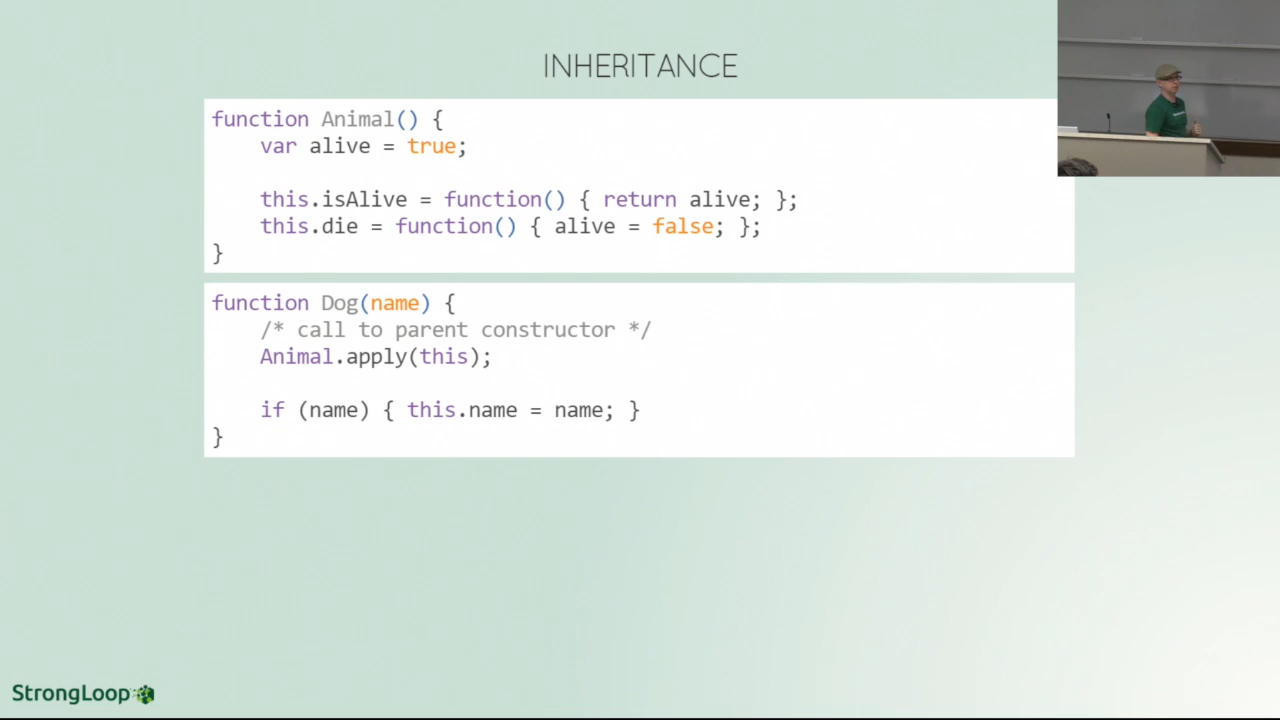 INHERITANCE
function Animal() {
    var alive = true;
    this.isAlive = function() { return alive; };
    this.die = function() { alive = false; };
}
function Dog(name) {
    /* call to parent constructor */
    Animal.apply(this);
    if (name) { this.name = name; }
}
StrongLoop